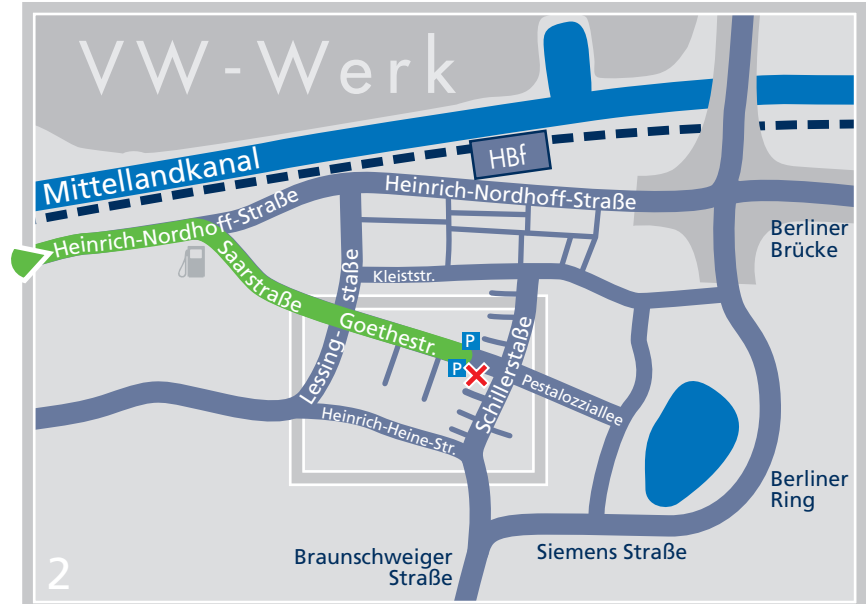 VW-Werk
HBf
Mittellandkanal
Heinrich-Nordhoff-Straße
Heinrich-Nordhoff-Straße
Berliner
Brücke
Saarstraße
Lessing-staße
Kleiststr.
Goethestr.
P
P
Schillerstaße
Pestalozziallee
Heinrich-Heine-Str.
Berliner
Ring
Siemens Straße
Braunschweiger
Straße
2